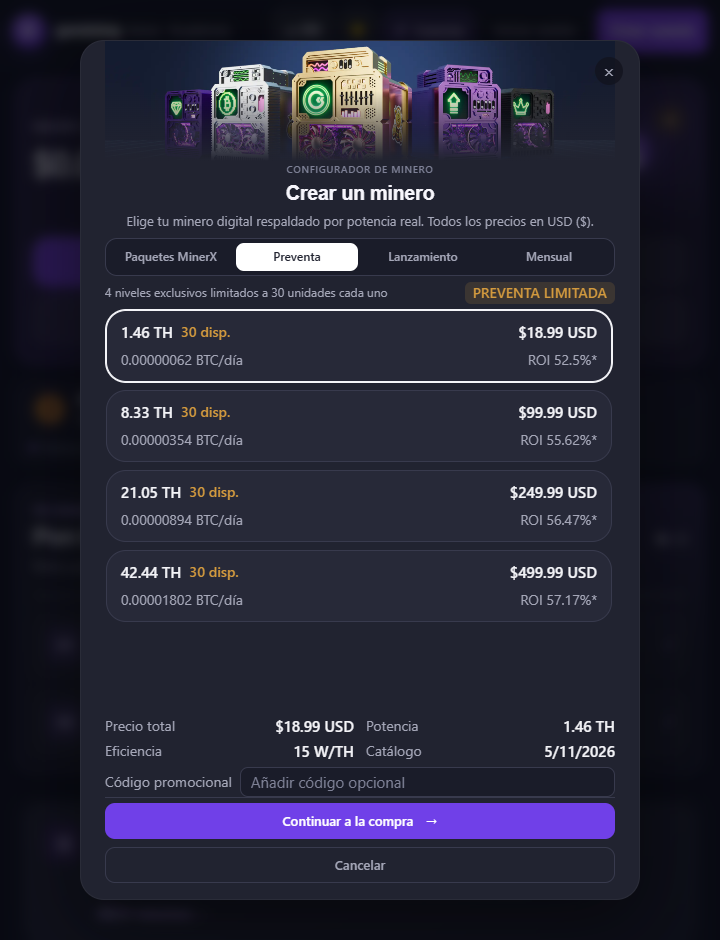 ×
CONFIGURADOR DE MINERO
Crear un minero
Elige tu minero digital respaldado por potencia real. Todos los precios en USD ($).
Paquetes MinerX Preventa Lanzamiento Mensual
4 niveles exclusivos limitados a 30 unidades cada uno PREVENTA LIMITADA
1.46 TH 30 disp. $18.99 USD
0.00000062 BTC/día ROI 52.5%*
8.33 TH 30 disp. $99.99 USD
0.00000354 BTC/día ROI 55.62%*
21.05 TH 30 disp. $249.99 USD
0.00000894 BTC/día ROI 56.47%*
42.44 TH 30 disp. $499.99 USD
0.00001802 BTC/día ROI 57.17%*
Precio total $18.99 USD Potencia 1.46 TH
Eficiencia 15 W/TH Catálogo 5/11/2026
Código promocional Añadir código opcional
Continuar a la compra →
Cancelar